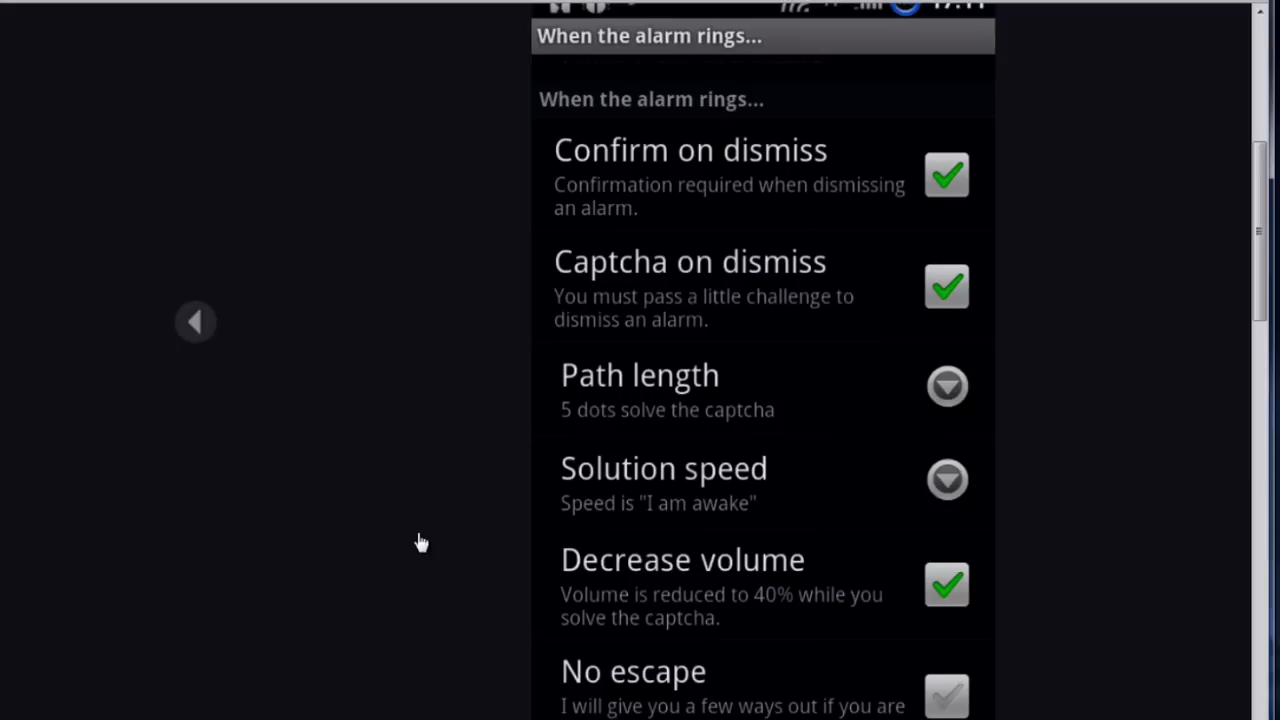 When the alarm rings...
When the alarm rings...
Confirm on dismiss
Confirmation required when dismissing
an alarm.
Captcha on dismiss
You must pass a little challenge to
dismiss an alarm.
Path length
5 dots solve the captcha
Solution speed
Speed is "I am awake"
Decrease volume
Volume is reduced to 40% while you
solve the captcha.
No escape
I will give you a few ways out if you are